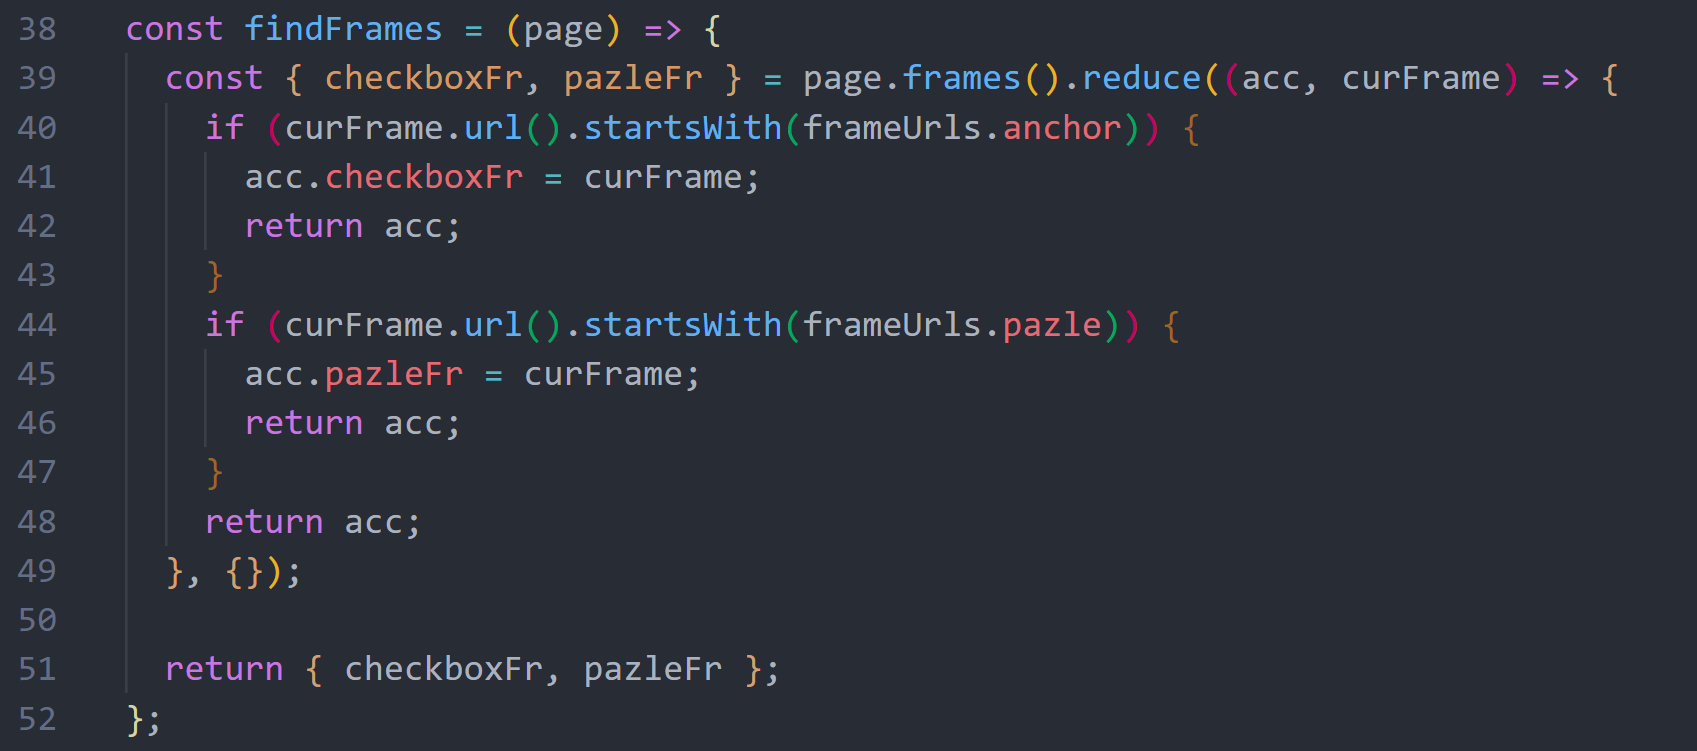 38 const findFrames = (page) => {
39 const { checkboxFr, pazleFr } = page.frames().reduce((acc, curFrame) => {
40 if (curFrame.url().startsWith(frameUrls.anchor)) {
41 acc.checkboxFr = curFrame;
42 return acc;
43 }
44 if (curFrame.url().startsWith(frameUrls.pazle)) {
45 acc.pazleFr = curFrame;
46 return acc;
47 }
48 return acc;
49 }, {});
50
51 return { checkboxFr, pazleFr };
52 };